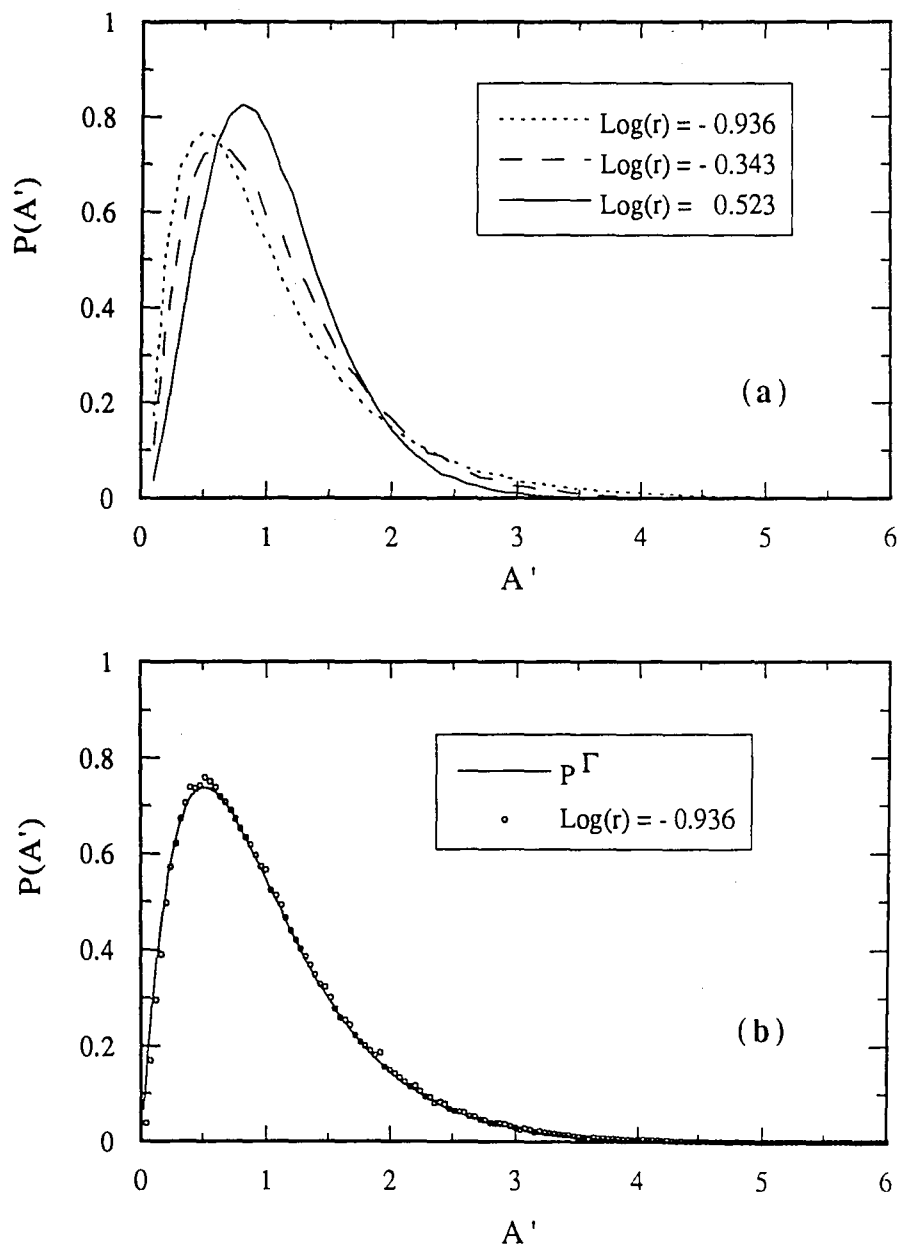 1
0.8
0.6
0.4
0.2
0
P(A')
Log(r) = - 0.936
Log(r) = - 0.343
Log(r) = 0.523
(a)
0 1 2 3 4 5 6
A'
1
0.8
0.6
0.4
0.2
0
P(A')
P Γ
Log(r) = - 0.936
(b)
0 1 2 3 4 5 6
A'